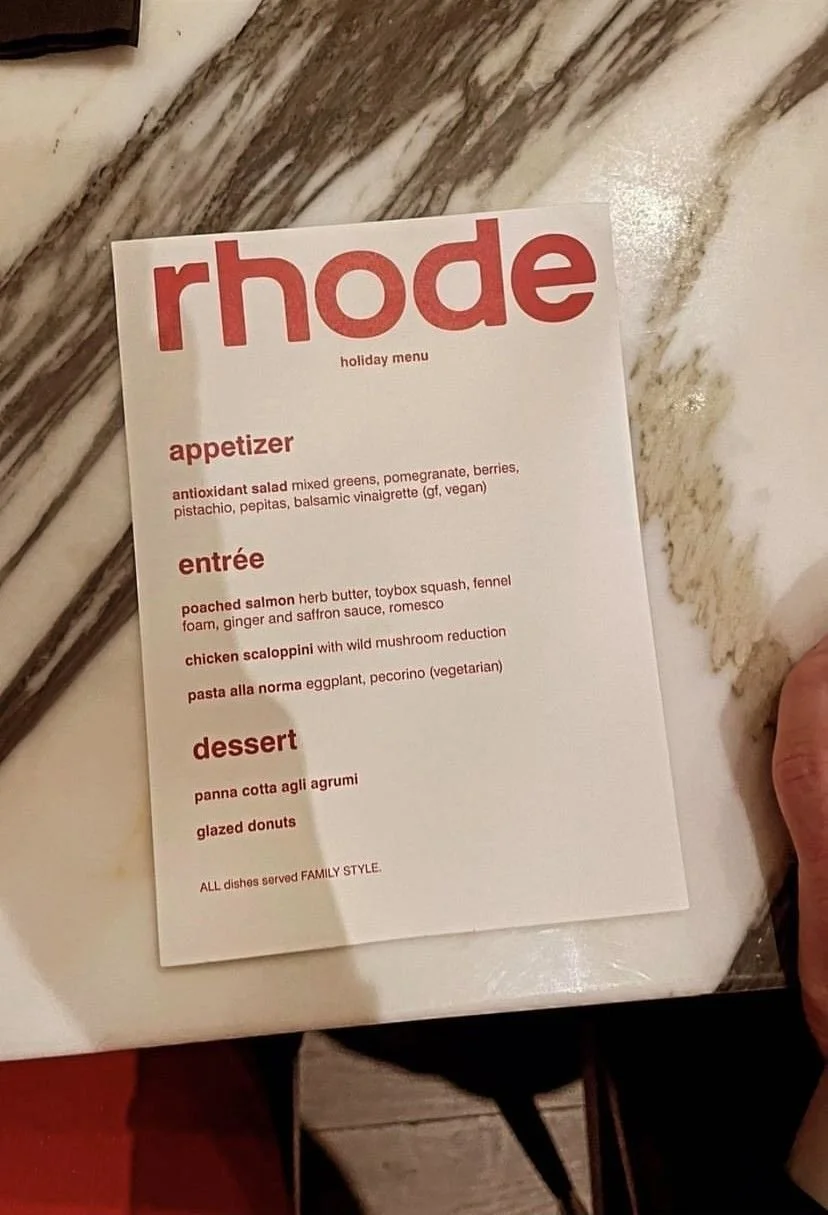 rhode
holiday menu
appetizer
antioxidant salad mixed greens, pomegranate, berries,
pistachio, pepitas, balsamic vinaigrette (gf, vegan)
entrée
poached salmon herb butter, toybox squash, fennel
foam, ginger and saffron sauce, romesco
chicken scaloppini with wild mushroom reduction
pasta alla norma eggplant, pecorino (vegetarian)
dessert
panna cotta agli agrumi
glazed donuts
ALL dishes served FAMILY STYLE.